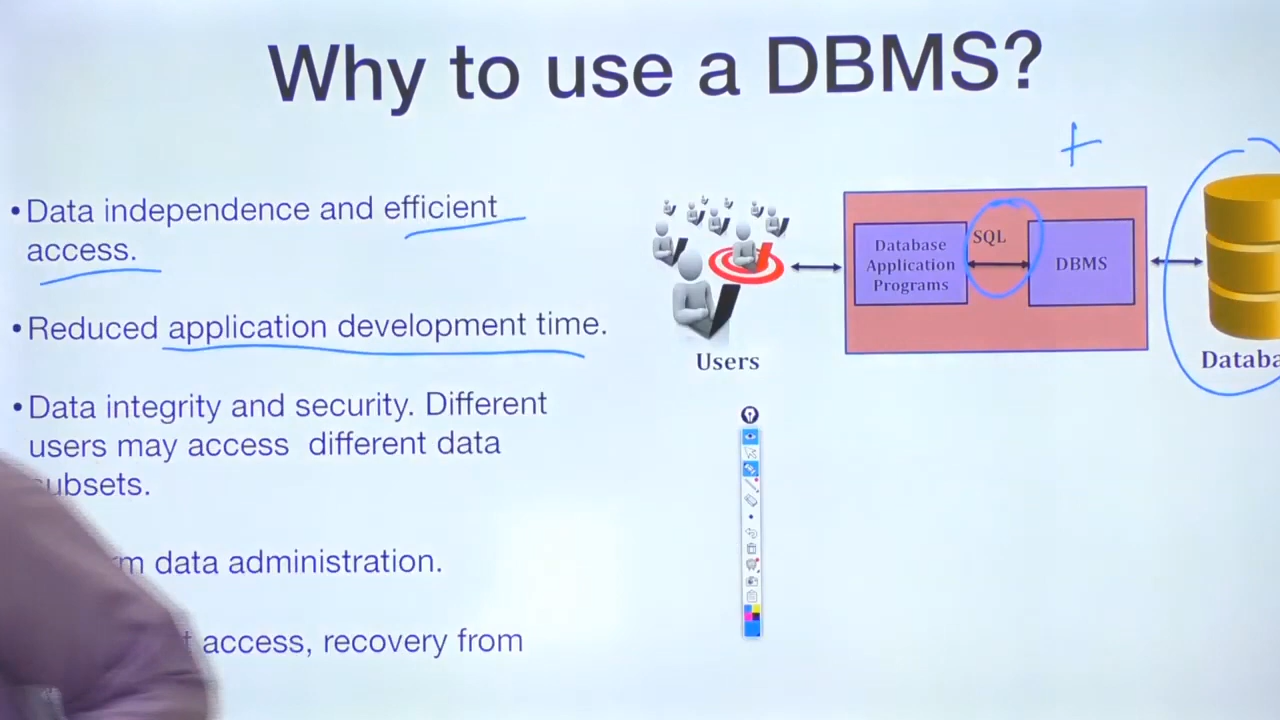 Why to use a DBMS?
• Data independence and efficient
access.
• Reduced application development time.
• Data integrity and security. Different
users may access different data
subsets.
data administration.
access, recovery from
Users
Database
Application
Programs
SQL
DBMS
+